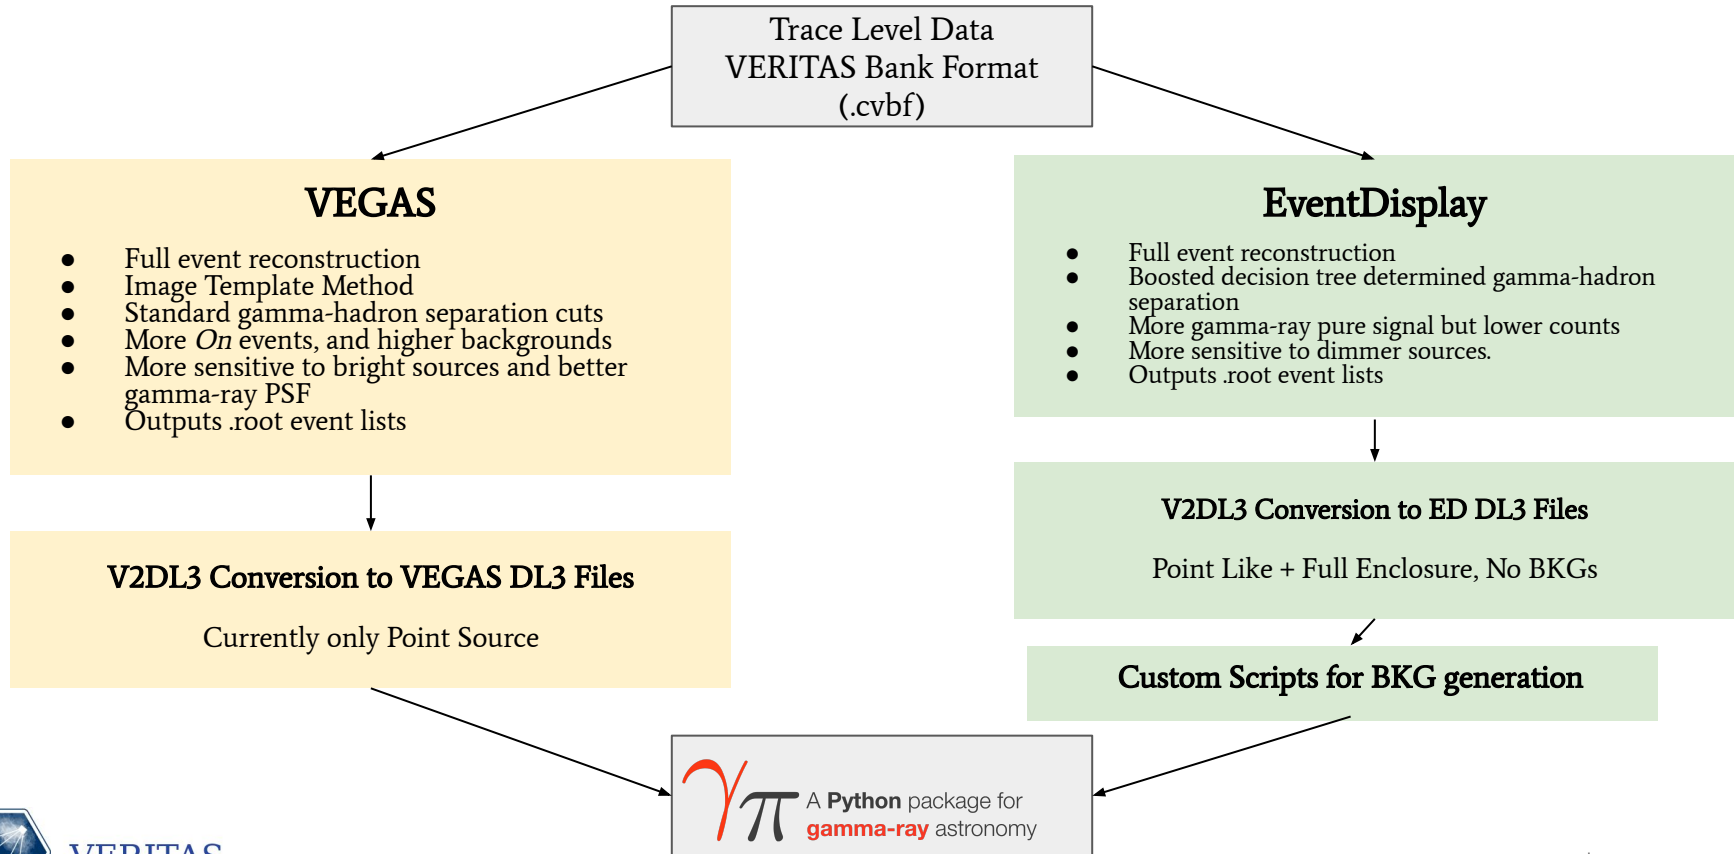 Trace Level Data
VERITAS Bank Format
(.cvbf)
VEGAS
● Full event reconstruction
● Image Template Method
● Standard gamma-hadron separation cuts
● More On events, and higher backgrounds
● More sensitive to bright sources and better
gamma-ray PSF
● Outputs .root event lists
EventDisplay
● Full event reconstruction
● Boosted decision tree determined gamma-hadron
separation
● More gamma-ray pure signal but lower counts
● More sensitive to dimmer sources.
● Outputs .root event lists
V2DL3 Conversion to VEGAS DL3 Files
Currently only Point Source
V2DL3 Conversion to ED DL3 Files
Point Like + Full Enclosure, No BKGs
Custom Scripts for BKG generation
γπ
A Python package for
gamma-ray astronomy
VERITAS